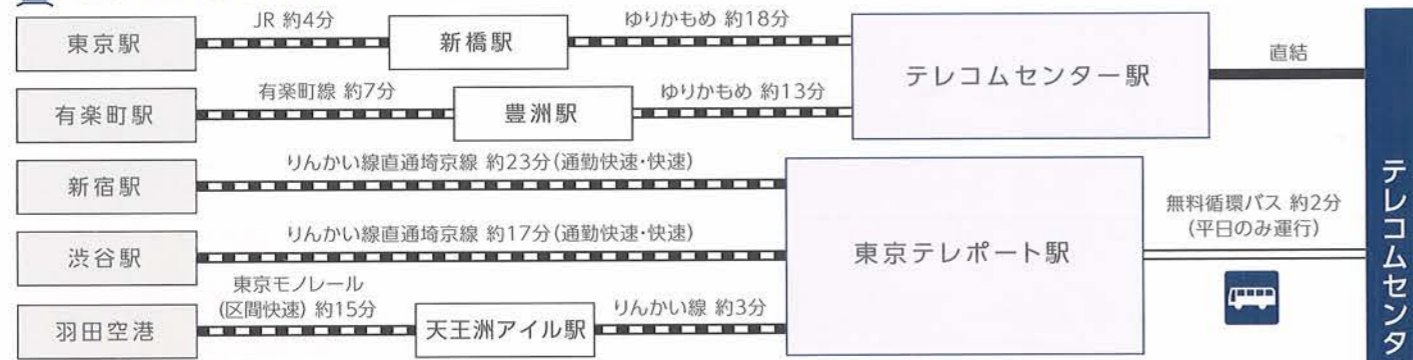 東京駅
JR 約4分
新橋駅
ゆりかもめ 約18分
テレコムセンター駅
直結
有楽町駅
有楽町線 約7分
豊洲駅
ゆりかもめ 約13分
新宿駅
りんかい線直通埼京線 約23分(通勤快速・快速)
東京テレポート駅
無料循環バス 約2分
(平日のみ運行)
渋谷駅
りんかい線直通埼京線 約17分(通勤快速・快速)
羽田空港
東京モノレール
(区間快速) 約15分
天王洲アイル駅
りんかい線 約3分
テレコムセンタ